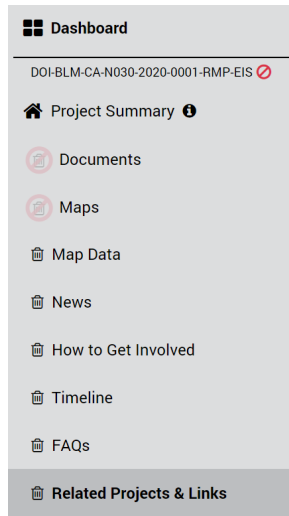 Dashboard
DOI-BLM-CA-N030-2020-0001-RMP-EIS
Project Summary
Documents
Maps
Map Data
News
How to Get Involved
Timeline
FAQs
Related Projects & Links